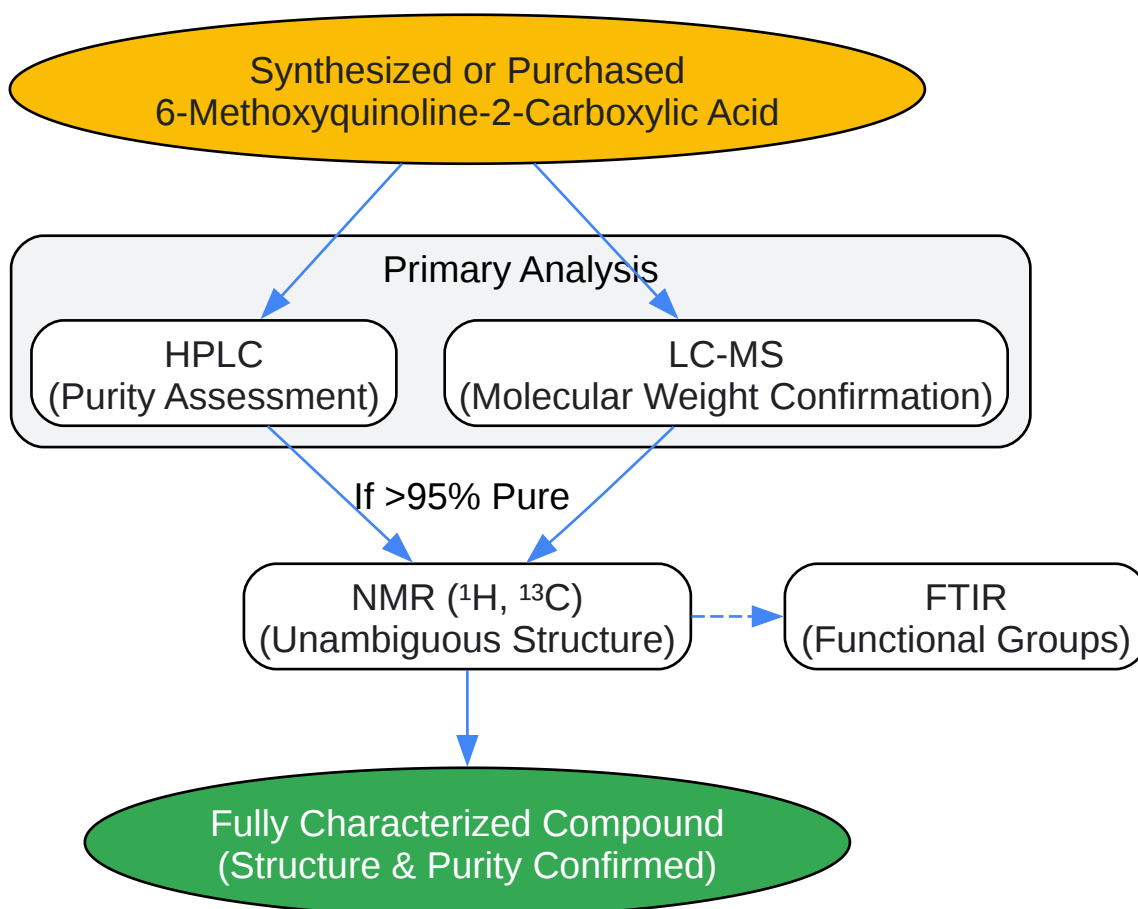 Synthesized or Purchased
6-Methoxyquinoline-2-Carboxylic Acid
Primary Analysis
HPLC
(Purity Assessment)
LC-MS
(Molecular Weight Confirmation)
If >95% Pure
NMR (¹H, ¹³C)
(Unambiguous Structure)
FTIR
(Functional Groups)
Fully Characterized Compound
(Structure & Purity Confirmed)